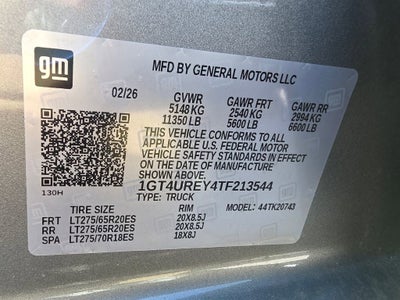 gm
MFD BY GENERAL MOTORS LLC
02/26 GVWR GAWR FRT GAWR RR
5148 KG 2540 KG 2994 KG
11350 LB 5600 LB 6600 LB
THIS VEHICLE CONFORMS TO ALL
APPLICABLE U.S. FEDERAL MOTOR
VEHICLE SAFETY STANDARDS IN
EFFECT ON THE DATE OF MANUFACTURE
SHOWN ABOVE.
1GT4UREY4TF213544
130H
TYPE: TRUCK MODEL: 44TK20743
TIRE SIZE RIM
FRT LT275/65R20ES 20X8.5J
RR LT275/65R20ES 20X8.5J
SPA LT275/70R18ES 18X8J